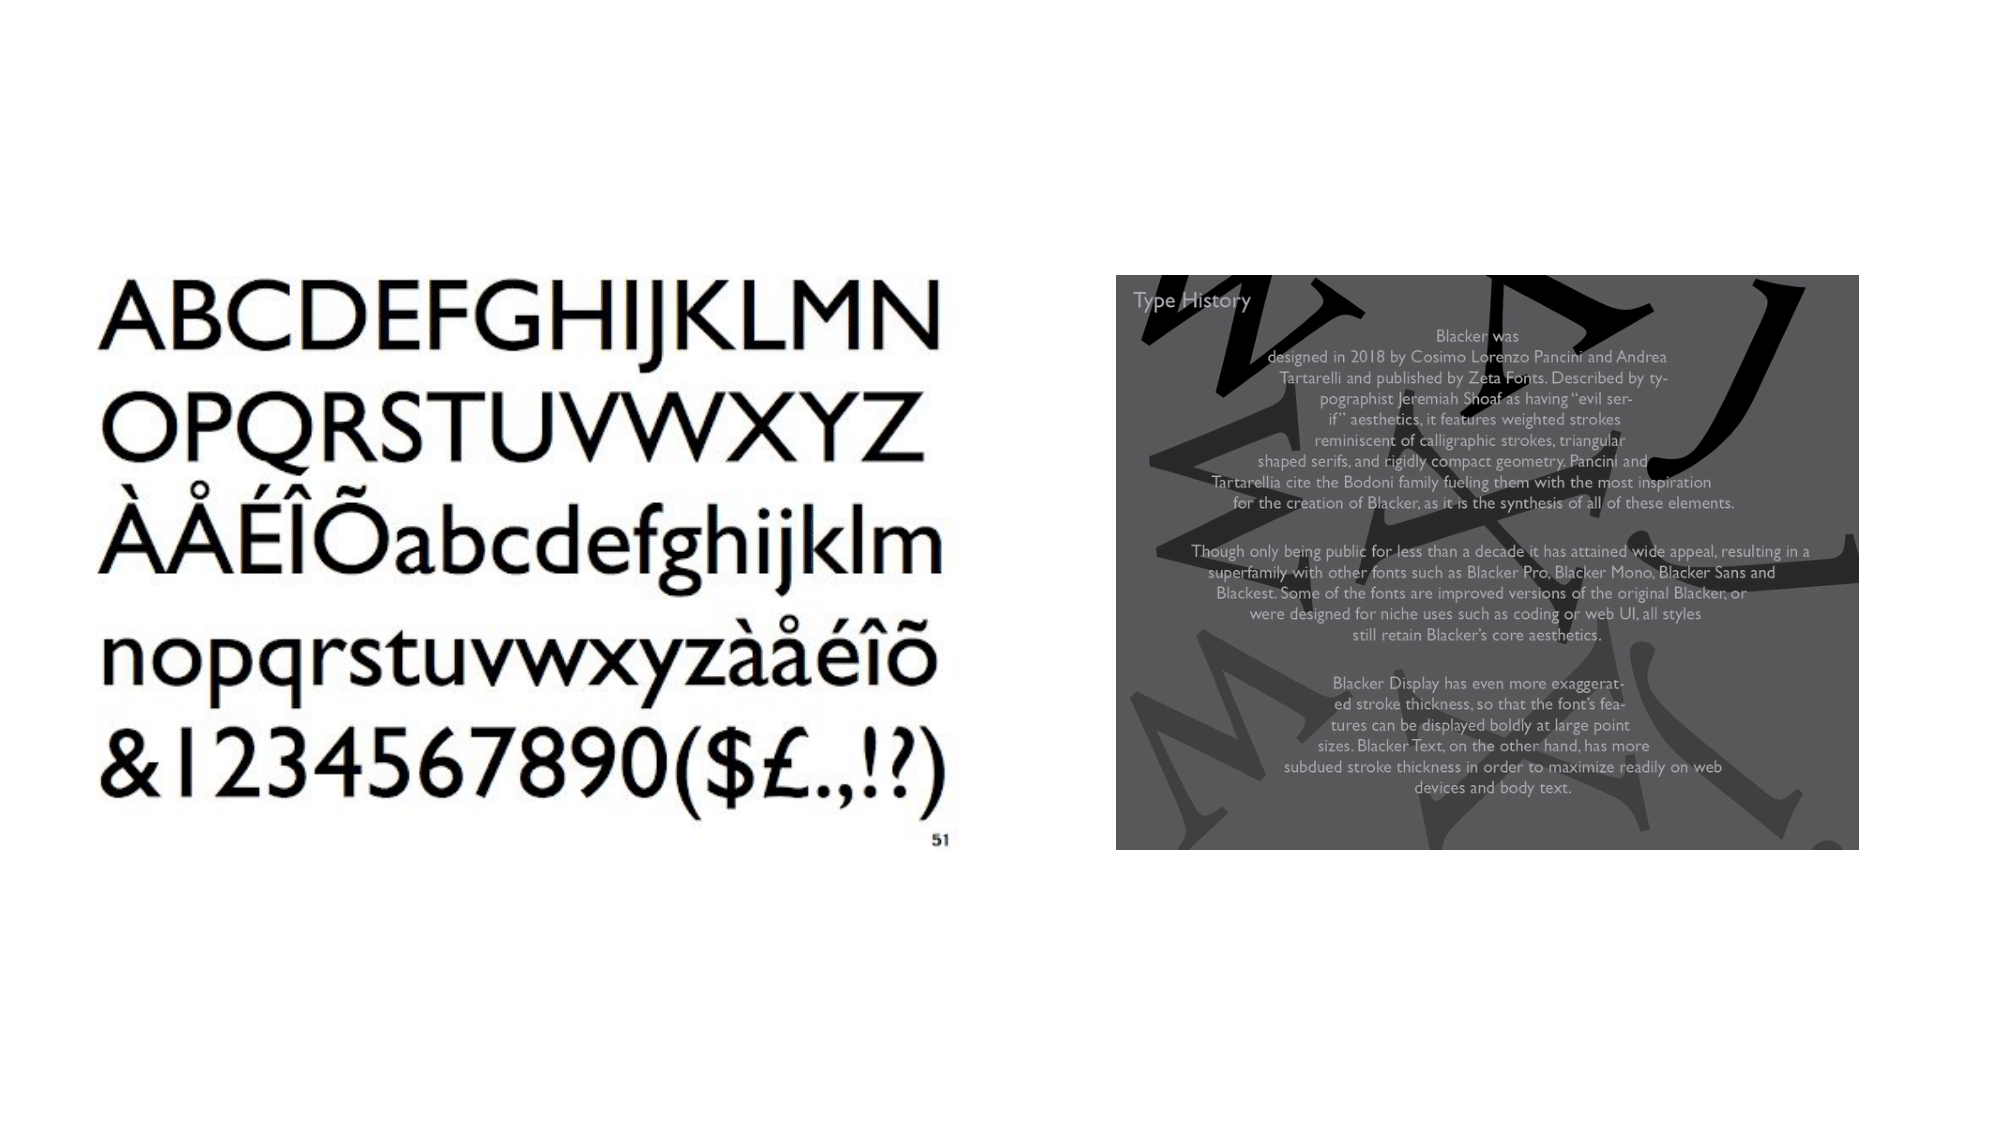 ABCDEFGHIJKLMN
OPQRSTUVWXYZ
ÀÅÉÎÕabcdefghijklm
nopqrstuvwxyzàåéîõ
&1234567890($£.,!?)
51
Type History
Blacker was
designed in 2018 by Cosimo Lorenzo Pancini and Andrea
Tartarelli and published by Zeta Fonts. Described by ty-
pographist Jeremiah Shoaf as having “evil ser-
if” aesthetics, it features weighted strokes
reminiscent of calligraphic strokes, triangular
shaped serifs, and rigidly compact geometry. Pancini and
Tartarellia cite the Bodoni family fueling them with the most inspiration
for the creation of Blacker, as it is the synthesis of all of these elements.
Though only being public for less than a decade it has attained wide appeal, resulting in a
superfamily with other fonts such as Blacker Pro, Blacker Mono, Blacker Sans and
Blackest. Some of the fonts are improved versions of the original Blacker, or
were designed for niche uses such as coding or web UI, all styles
still retain Blacker’s core aesthetics.
Blacker Display has even more exaggerat-
ed stroke thickness, so that the font’s fea-
tures can be displayed boldly at large point
sizes. Blacker Text, on the other hand, has more
subdued stroke thickness in order to maximize readily on web
devices and body text.